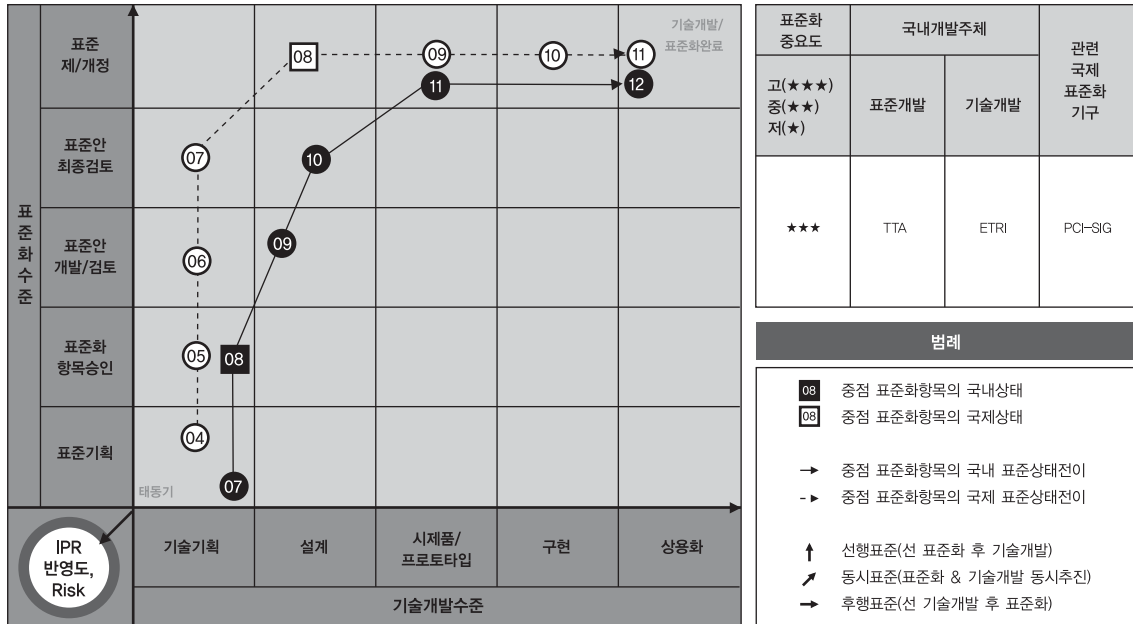 표준화수준
표준
제/개정
표준안
최종검토
표준안
개발/검토
표준화
항목승인
표준기획
기술개발/
표준화완료
08
09
10
11
11
12
07
10
06
09
05
08
04
07
태동기
IPR
반영도,
Risk
기술기획
설계
시제품/
프로토타입
구현
상용화
기술개발수준
표준화
중요도
국내개발주체
관련
국제
표준화
기구
고(★★★)
중(★★)
저(★)
표준개발
기술개발
★★★
TTA
ETRI
PCI-SIG
범례
08 중점 표준화항목의 국내상태
08 중점 표준화항목의 국제상태
→ 중점 표준화항목의 국내 표준상태전이
-▸ 중점 표준화항목의 국제 표준상태전이
↑ 선행표준(선 표준화 후 기술개발)
↗ 동시표준(표준화 & 기술개발 동시추진)
→ 후행표준(선 기술개발 후 표준화)